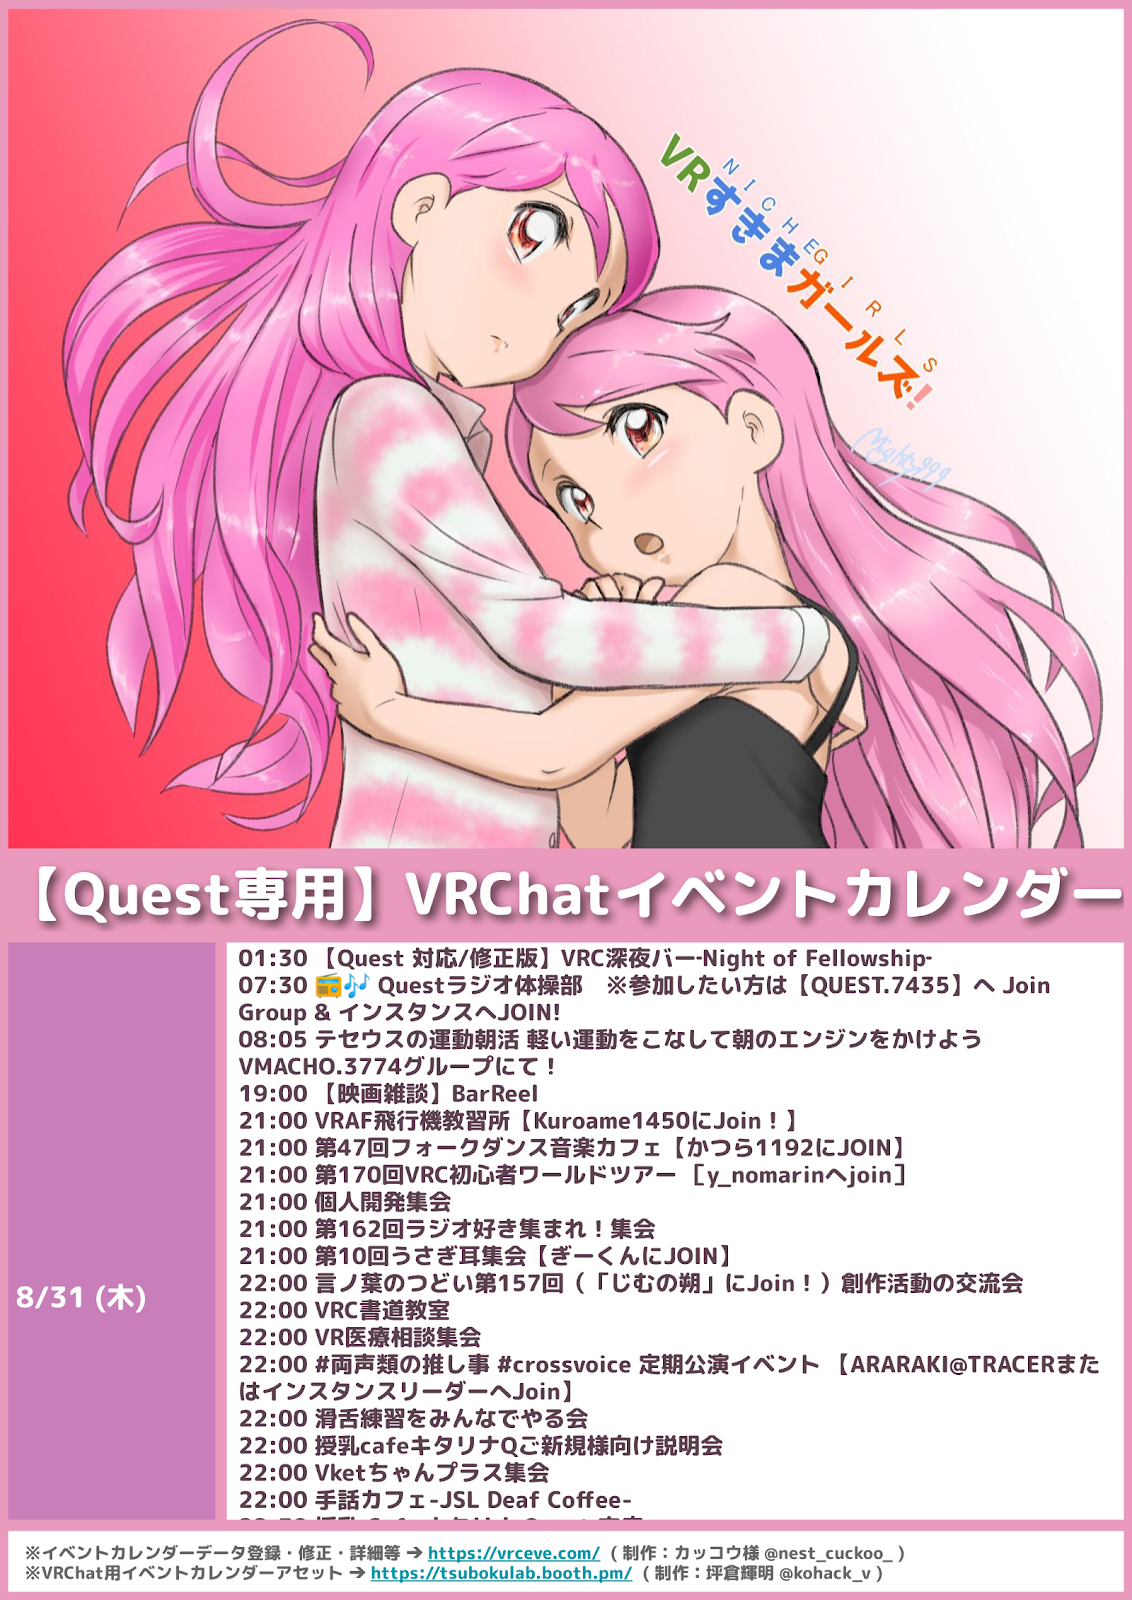 VRすきまガールズ!
NICHE GIRLS
Mighty999
【Quest専用】VRChatイベントカレンダー
8/31 (木)
01:30 【Quest 対応/修正版】VRC深夜バー-Night of Fellowship-
07:30 📻🎶 Questラジオ体操部　※参加したい方は【QUEST.7435】へ Join
Group & インスタンスへJOIN!
08:05 テセウスの運動朝活 軽い運動をこなして朝のエンジンをかけよう
VMACHO.3774グループにて！
19:00 【映画雑談】BarReel
21:00 VRAF飛行機教習所【Kuroame1450にJoin！】
21:00 第47回フォークダンス音楽カフェ【かつら1192にJOIN】
21:00 第170回VRC初心者ワールドツアー ［y_nomarinへjoin］
21:00 個人開発集会
21:00 第162回ラジオ好き集まれ！集会
21:00 第10回うさぎ耳集会【ぎーくんにJOIN】
22:00 言ノ葉のつどい第157回（「じむの朔」にJoin！）創作活動の交流会
22:00 VRC書道教室
22:00 VR医療相談集会
22:00 #両声類の推し事 #crossvoice 定期公演イベント 【ARARAKI@TRACERまた
はインスタンスリーダーへJoin】
22:00 滑舌練習をみんなでやる会
22:00 授乳cafeキタリナQご新規様向け説明会
22:00 Vketちゃんプラス集会
22:00 手話カフェ-JSL Deaf Coffee-
※イベントカレンダーデータ登録・修正・詳細等 → https://vrceve.com/ ( 制作：カッコウ様 @nest_cuckoo_ )
※VRChat用イベントカレンダーアセット → https://tsubokulab.booth.pm/ ( 制作：坪倉輝明 @kohack_v )